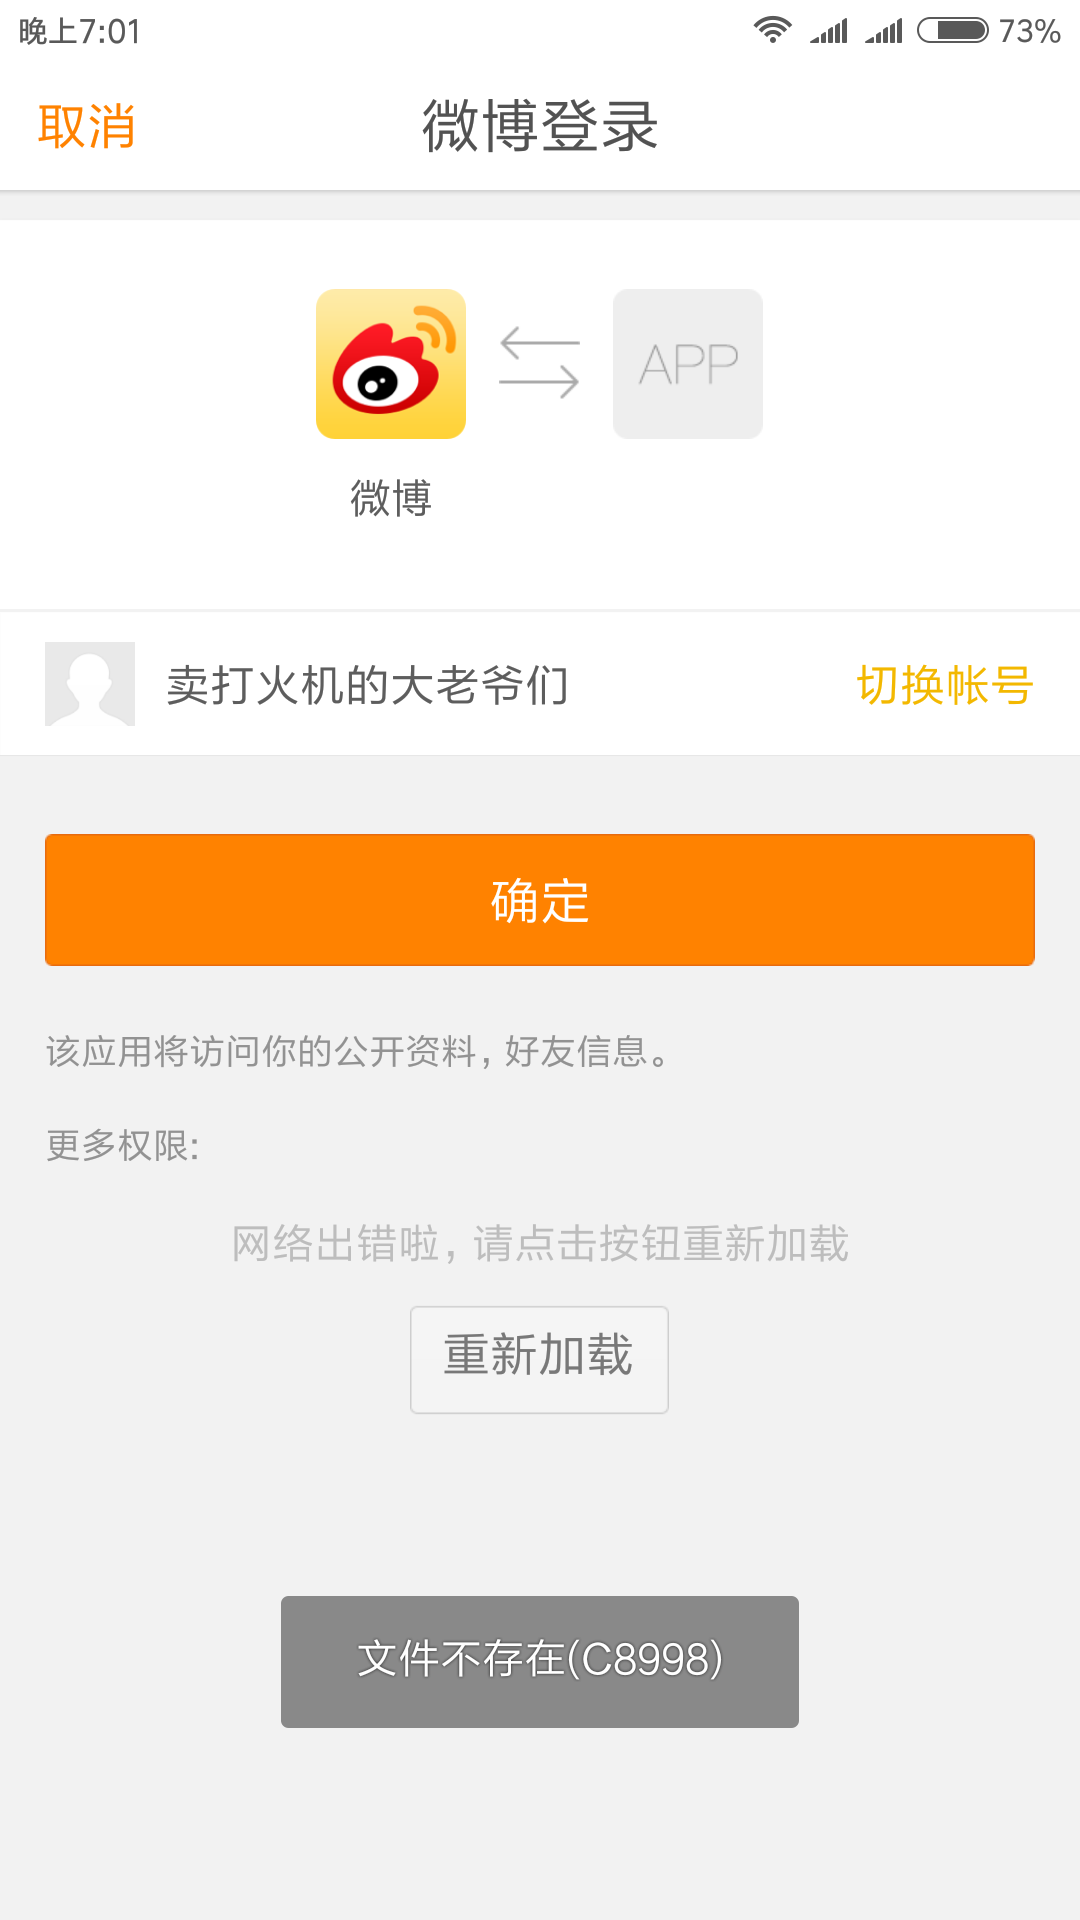 晚上7:01
73%
取消
微博登录
APP
微博
卖打火机的大老爷们
切换帐号
确定
该应用将访问你的公开资料,好友信息。
更多权限:
网络出错啦,请点击按钮重新加载
重新加载
文件不存在(C8998)